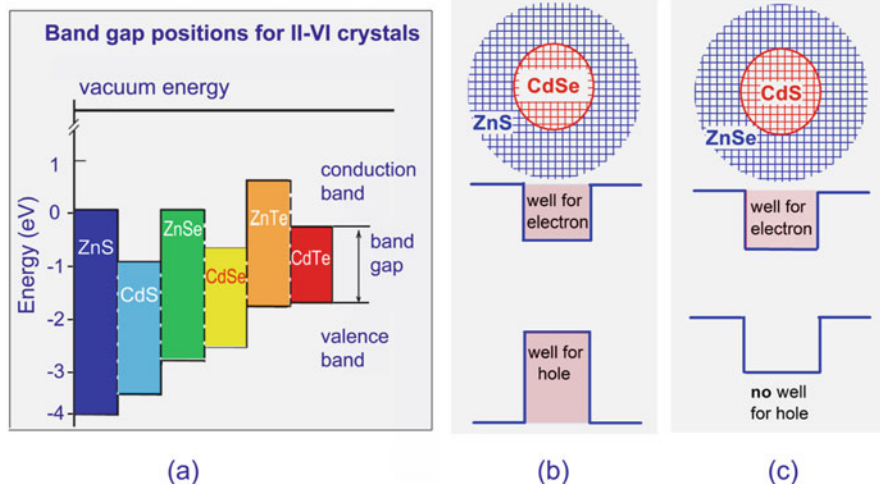 Band gap positions for II-VI crystals
vacuum energy
Energy (eV)
1
0
-1
-2
-3
-4
ZnS
CdS
ZnSe
CdSe
ZnTe
CdTe
conduction
band
band
gap
valence
band
(a)
CdSe
ZnS
well for
electron
well for
hole
(b)
CdS
ZnSe
well for
electron
no well
for hole
(c)